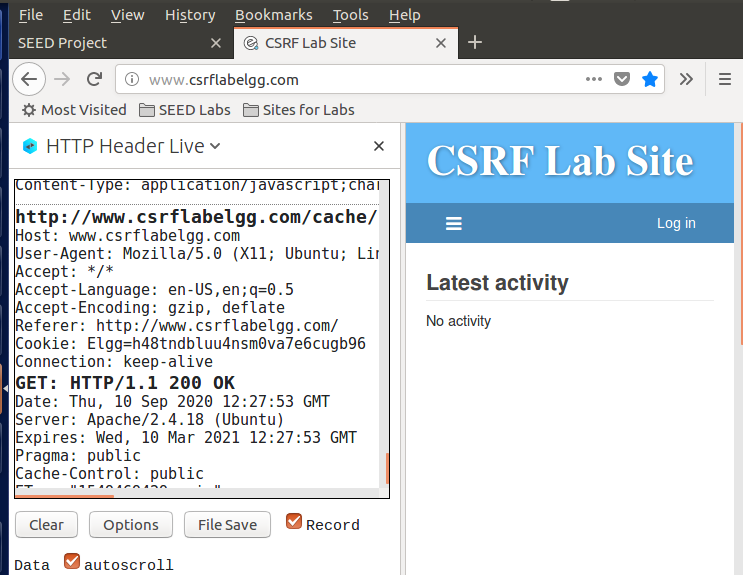 File Edit View History Bookmarks Tools Help
SEED Project
CSRF Lab Site
www.csrflabelgg.com
Most Visited SEED Labs Sites for Labs
HTTP Header Live
Content-Type: application/javascript;char
http://www.csrflabelgg.com/cache/
Host: www.csrflabelgg.com
User-Agent: Mozilla/5.0 (X11; Ubuntu; Lin
Accept: */*
Accept-Language: en-US,en;q=0.5
Accept-Encoding: gzip, deflate
Referer: http://www.csrflabelgg.com/
Cookie: Elgg=h48tndbluu4nsm0va7e6cugb96
Connection: keep-alive
GET: HTTP/1.1 200 OK
Date: Thu, 10 Sep 2020 12:27:53 GMT
Server: Apache/2.4.18 (Ubuntu)
Expires: Wed, 10 Mar 2021 12:27:53 GMT
Pragma: public
Cache-Control: public
Clear Options File Save Record
Data autoscroll
CSRF Lab Site
Log in
Latest activity
No activity